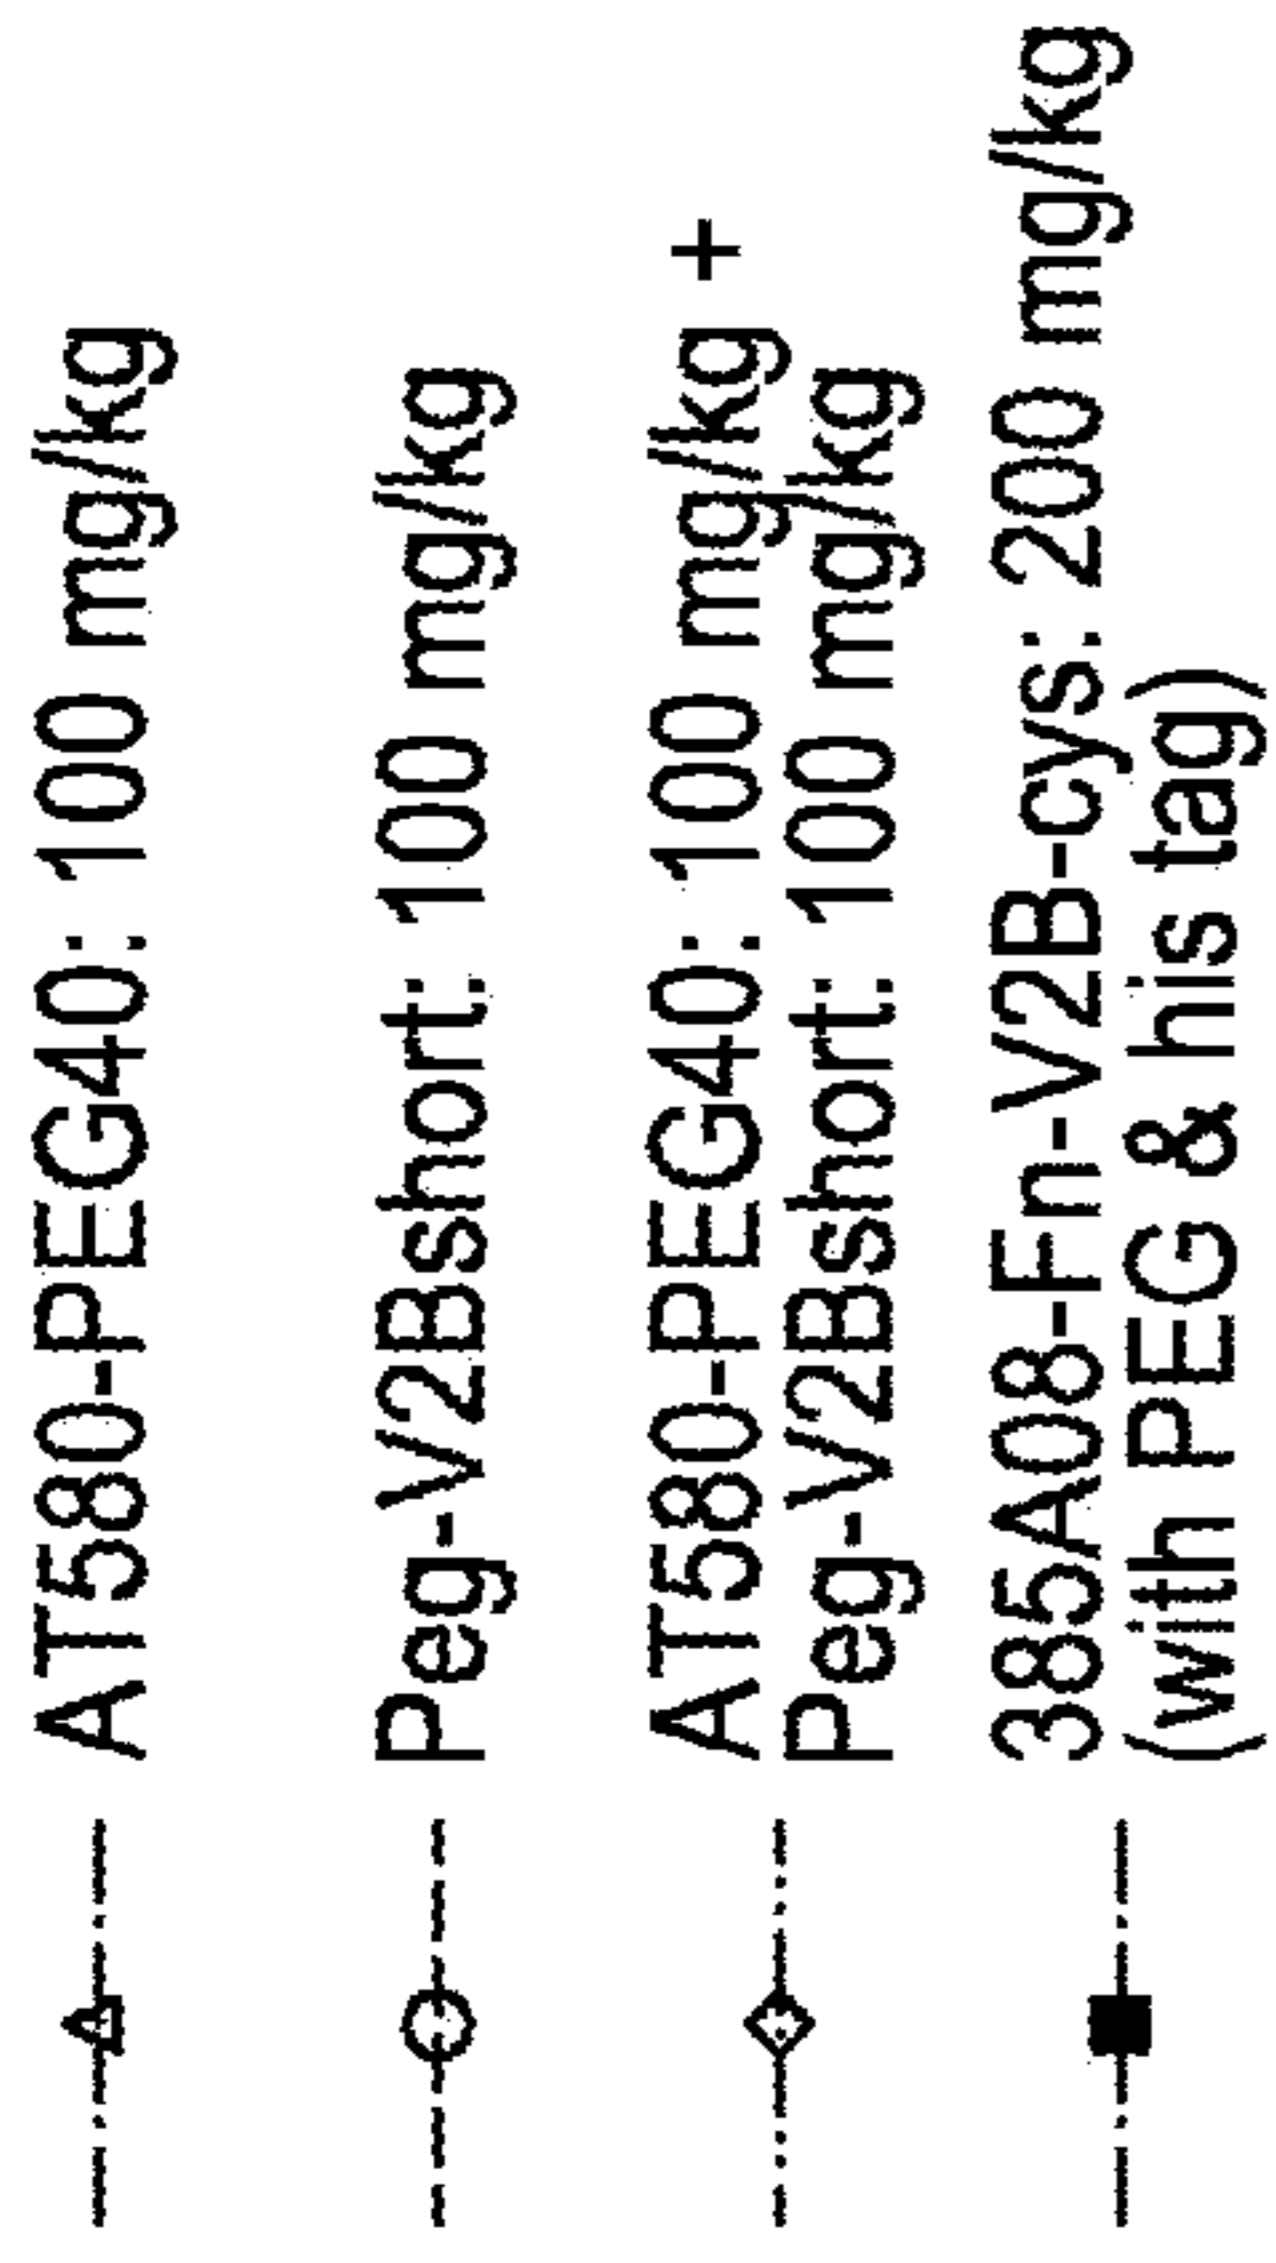 AT580-PEG40: 100 mg/kg
Peg-V2Bshort: 100 mg/kg
AT580-PEG40: 100 mg/kg +
Peg-V2Bshort: 100 mg/kg
385A08-Fn-V2B-cys: 200 mg/kg
(with PEG & his tag)